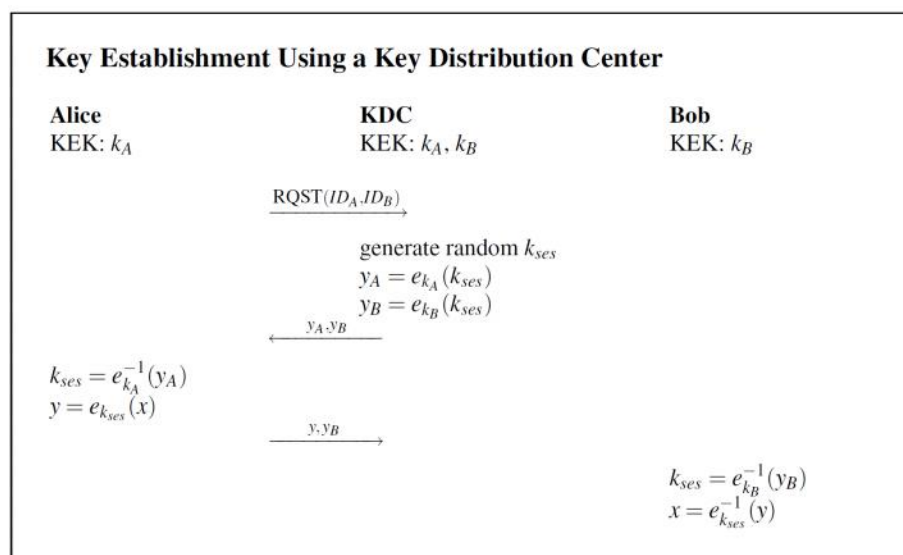 Key Establishment Using a Key Distribution Center
Alice KDC Bob
KEK: k_A KEK: k_A, k_B KEK: k_B
RQST(ID_A,ID_B)
generate random k_ses
y_A = e_{k_A}(k_ses)
y_B = e_{k_B}(k_ses)
y_A,y_B
k_ses = e^{-1}_{k_A}(y_A)
y = e_{k_ses}(x)
y,y_B
k_ses = e^{-1}_{k_B}(y_B)
x = e^{-1}_{k_ses}(y)